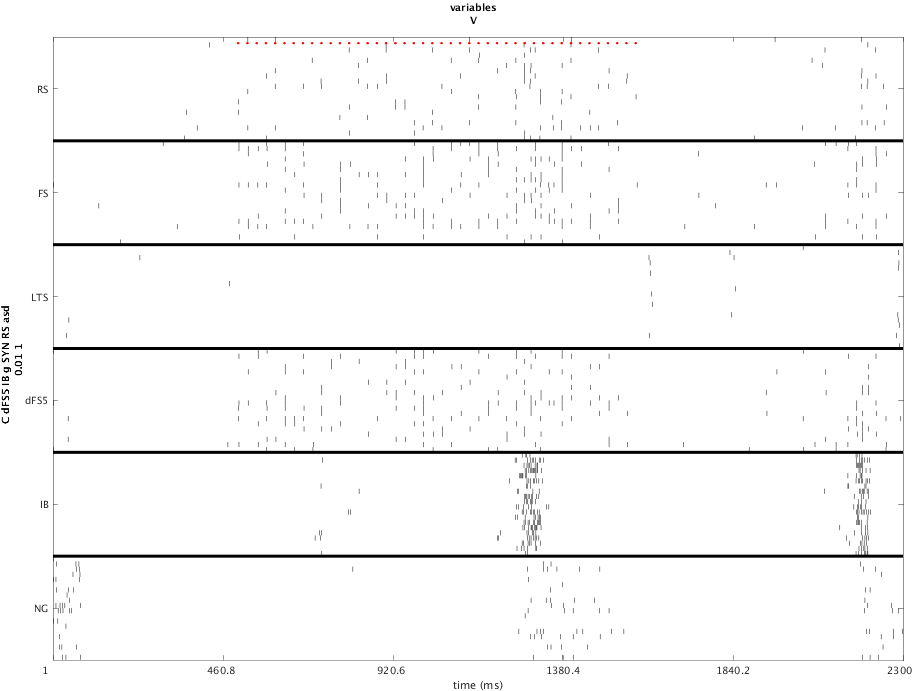 variables
V
RS
FS
LTS
dFS5
IB
NG
C dFS5 IB g SYN RS asd
0.01 1
1
460.8
920.6
1380.4
1840.2
2300
time (ms)